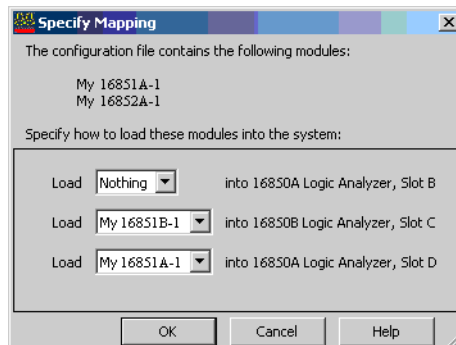 Specify Mapping
The configuration file contains the following modules:
My 16851A-1
My 16852A-1
Specify how to load these modules into the system:
Load Nothing into 16850A Logic Analyzer, Slot B
Load My 16851B-1 into 16850B Logic Analyzer, Slot C
Load My 16851A-1 into 16850A Logic Analyzer, Slot D
OK Cancel Help